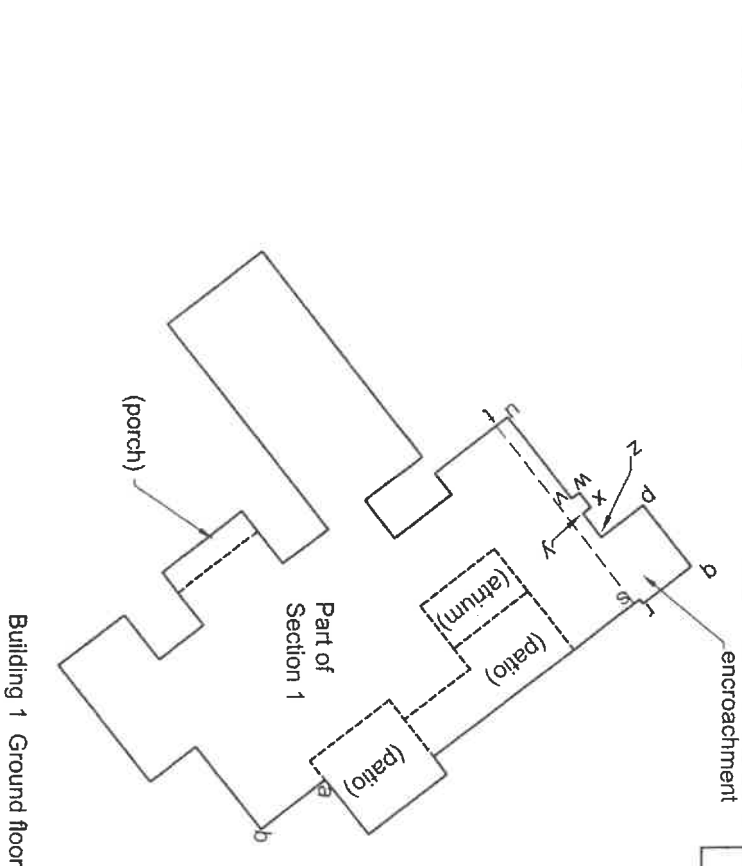 encroachment
q
p
r
s
z
x
w
v
y
u
t
(patio)
(atrium)
(patio)
a
b
Part of
Section 1
(porch)
Building 1 Ground floor